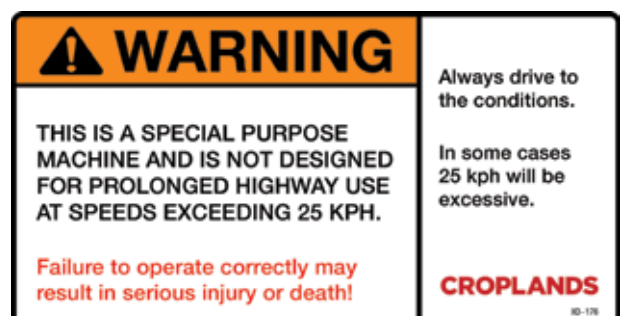 WARNING
THIS IS A SPECIAL PURPOSE
MACHINE AND IS NOT DESIGNED
FOR PROLONGED HIGHWAY USE
AT SPEEDS EXCEEDING 25 KPH.
Failure to operate correctly may
result in serious injury or death!
Always drive to
the conditions.
In some cases
25 kph will be
excessive.
CROPLANDS
ID-176